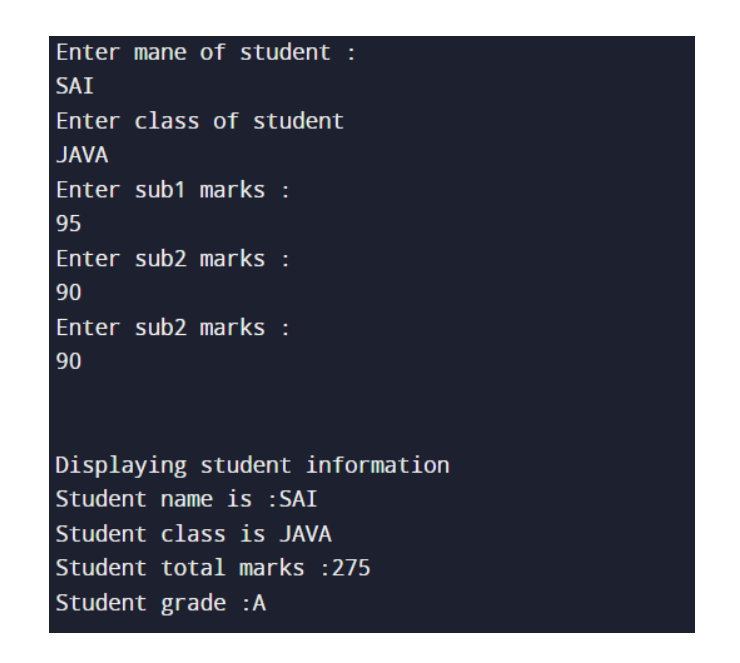 Enter mane of student :
SAI
Enter class of student
JAVA
Enter sub1 marks :
95
Enter sub2 marks :
90
Enter sub2 marks :
90
Displaying student information
Student name is :SAI
Student class is JAVA
Student total marks :275
Student grade :A